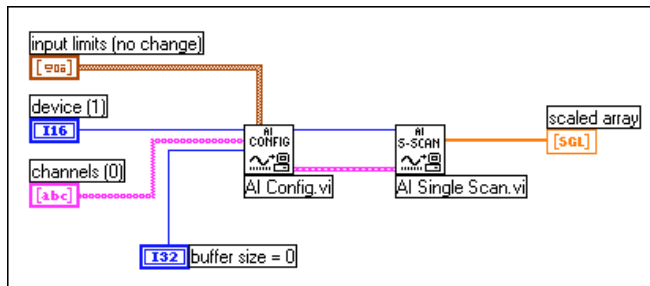 input limits (no change)
device (1)
I16
channels (0)
[abc]
AI
CONFIG
AI Config.vi
AI
S-SCAN
AI Single Scan.vi
scaled array
[SGL]
I32
buffer size = 0